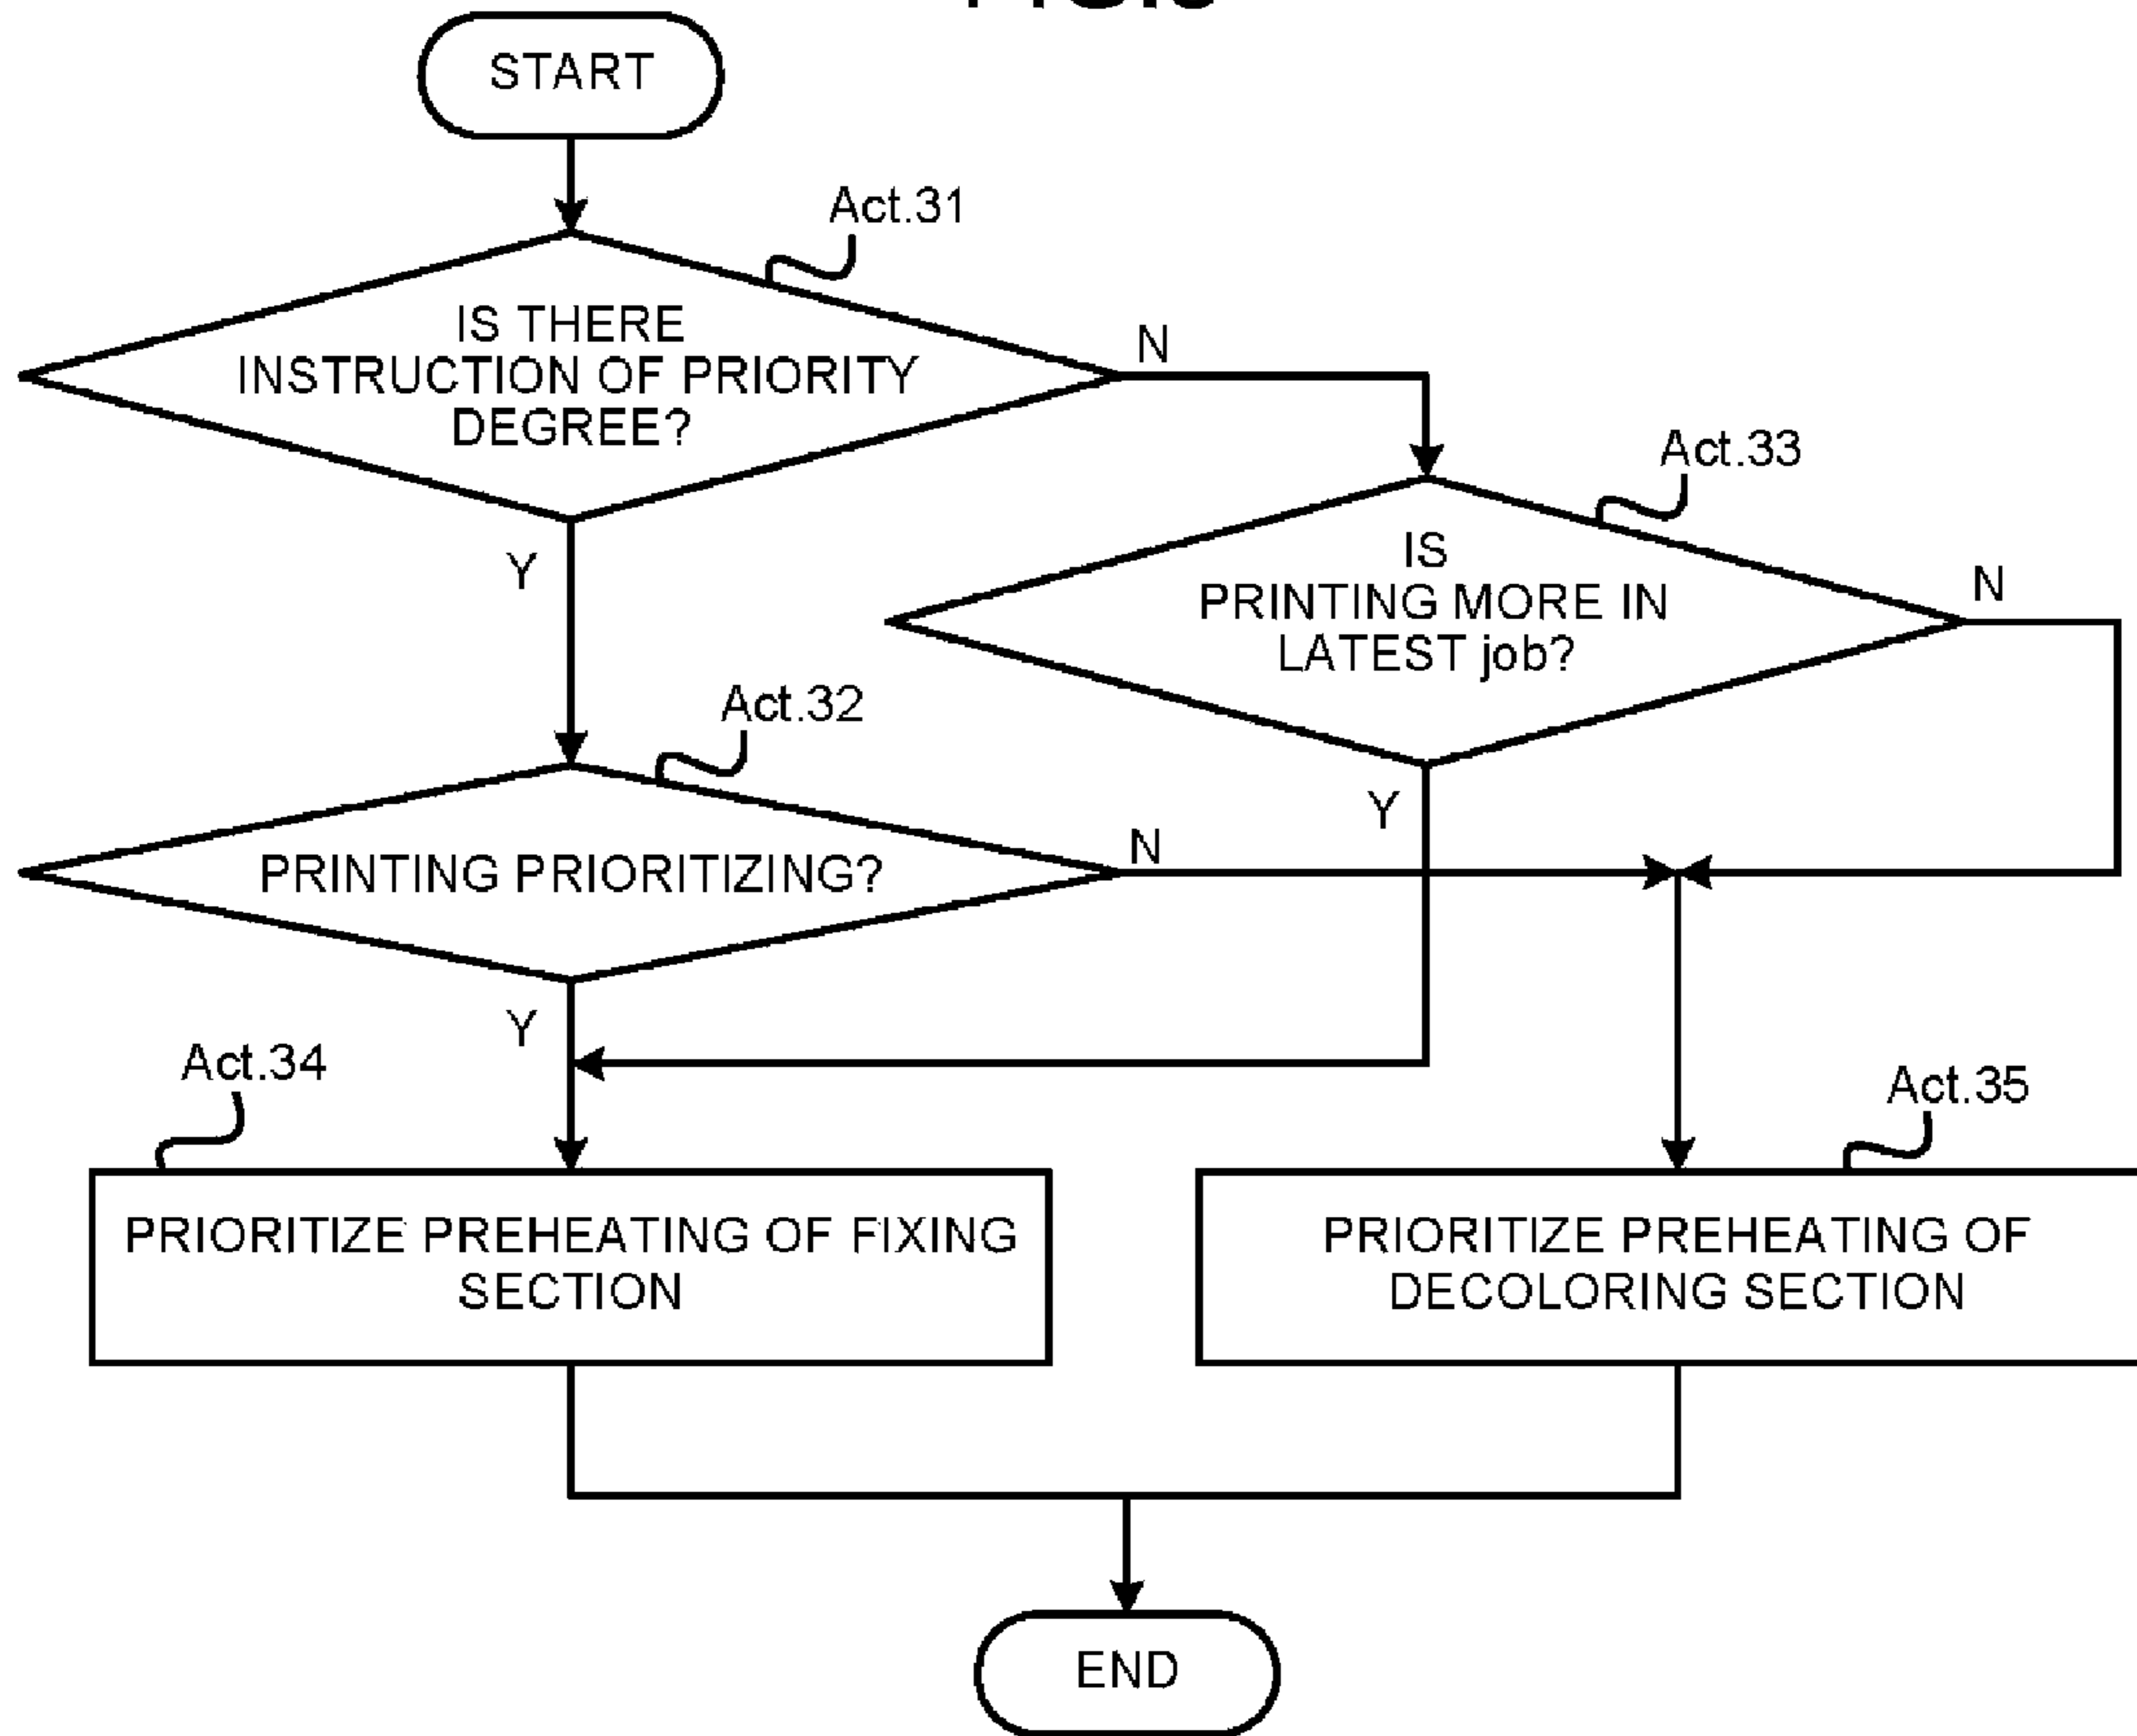 START
Act.31
IS THERE
INSTRUCTION OF PRIORITY
DEGREE?
N
Y
Act.33
IS
PRINTING MORE IN
LATEST job?
N
Y
Act.32
PRINTING PRIORITIZING?
N
Y
Act.34
PRIORITIZE PREHEATING OF FIXING
SECTION
Act.35
PRIORITIZE PREHEATING OF
DECOLORING SECTION
END